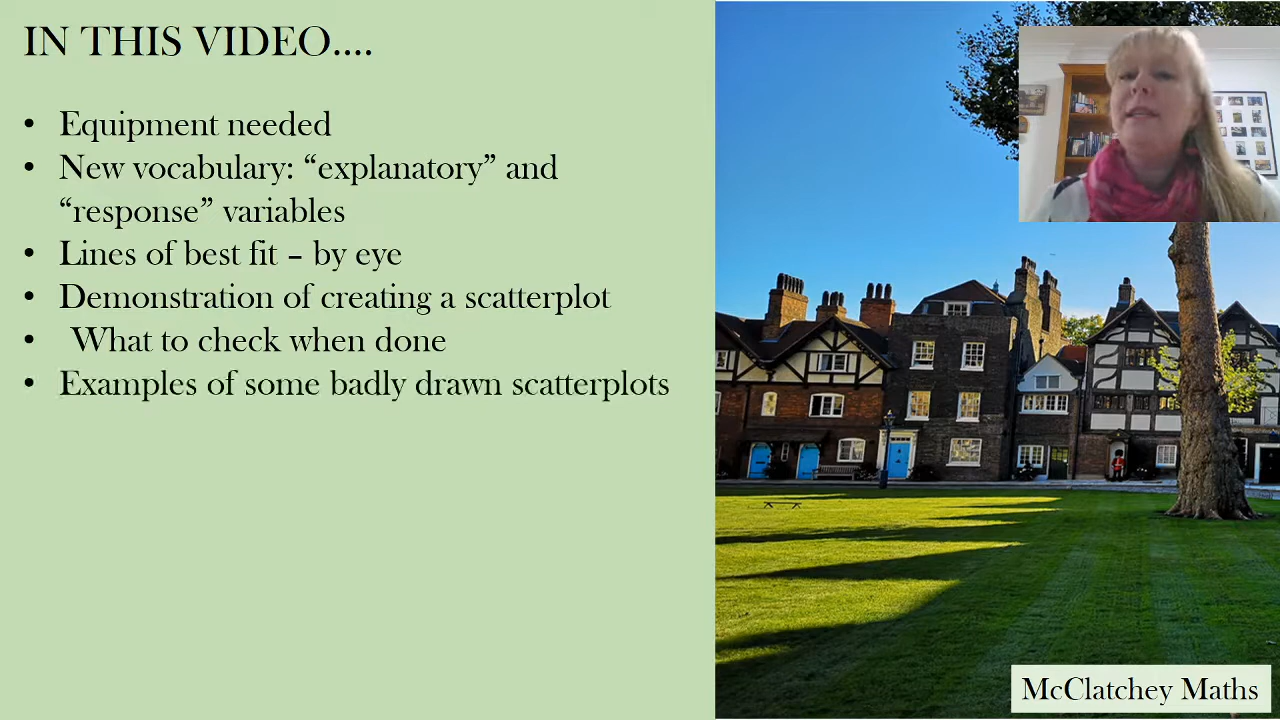 IN THIS VIDEO....
• Equipment needed
• New vocabulary: “explanatory” and
“response” variables
• Lines of best fit – by eye
• Demonstration of creating a scatterplot
• What to check when done
• Examples of some badly drawn scatterplots
McClatchey Maths